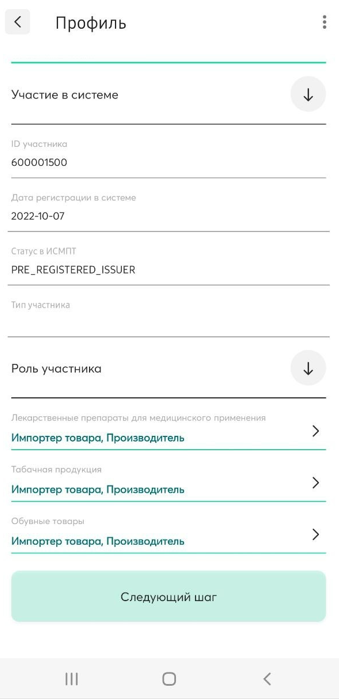 Профиль
Участие в системе
ID участника
600001500
Дата регистрации в системе
2022-10-07
Статус в ИСМПТ
PRE_REGISTERED_ISSUER
Тип участника
Роль участника
Лекарственные препараты для медицинского применения
Импортер товара, Производитель
Табачная продукция
Импортер товара, Производитель
Обувные товары
Импортер товара, Производитель
Следующий шаг